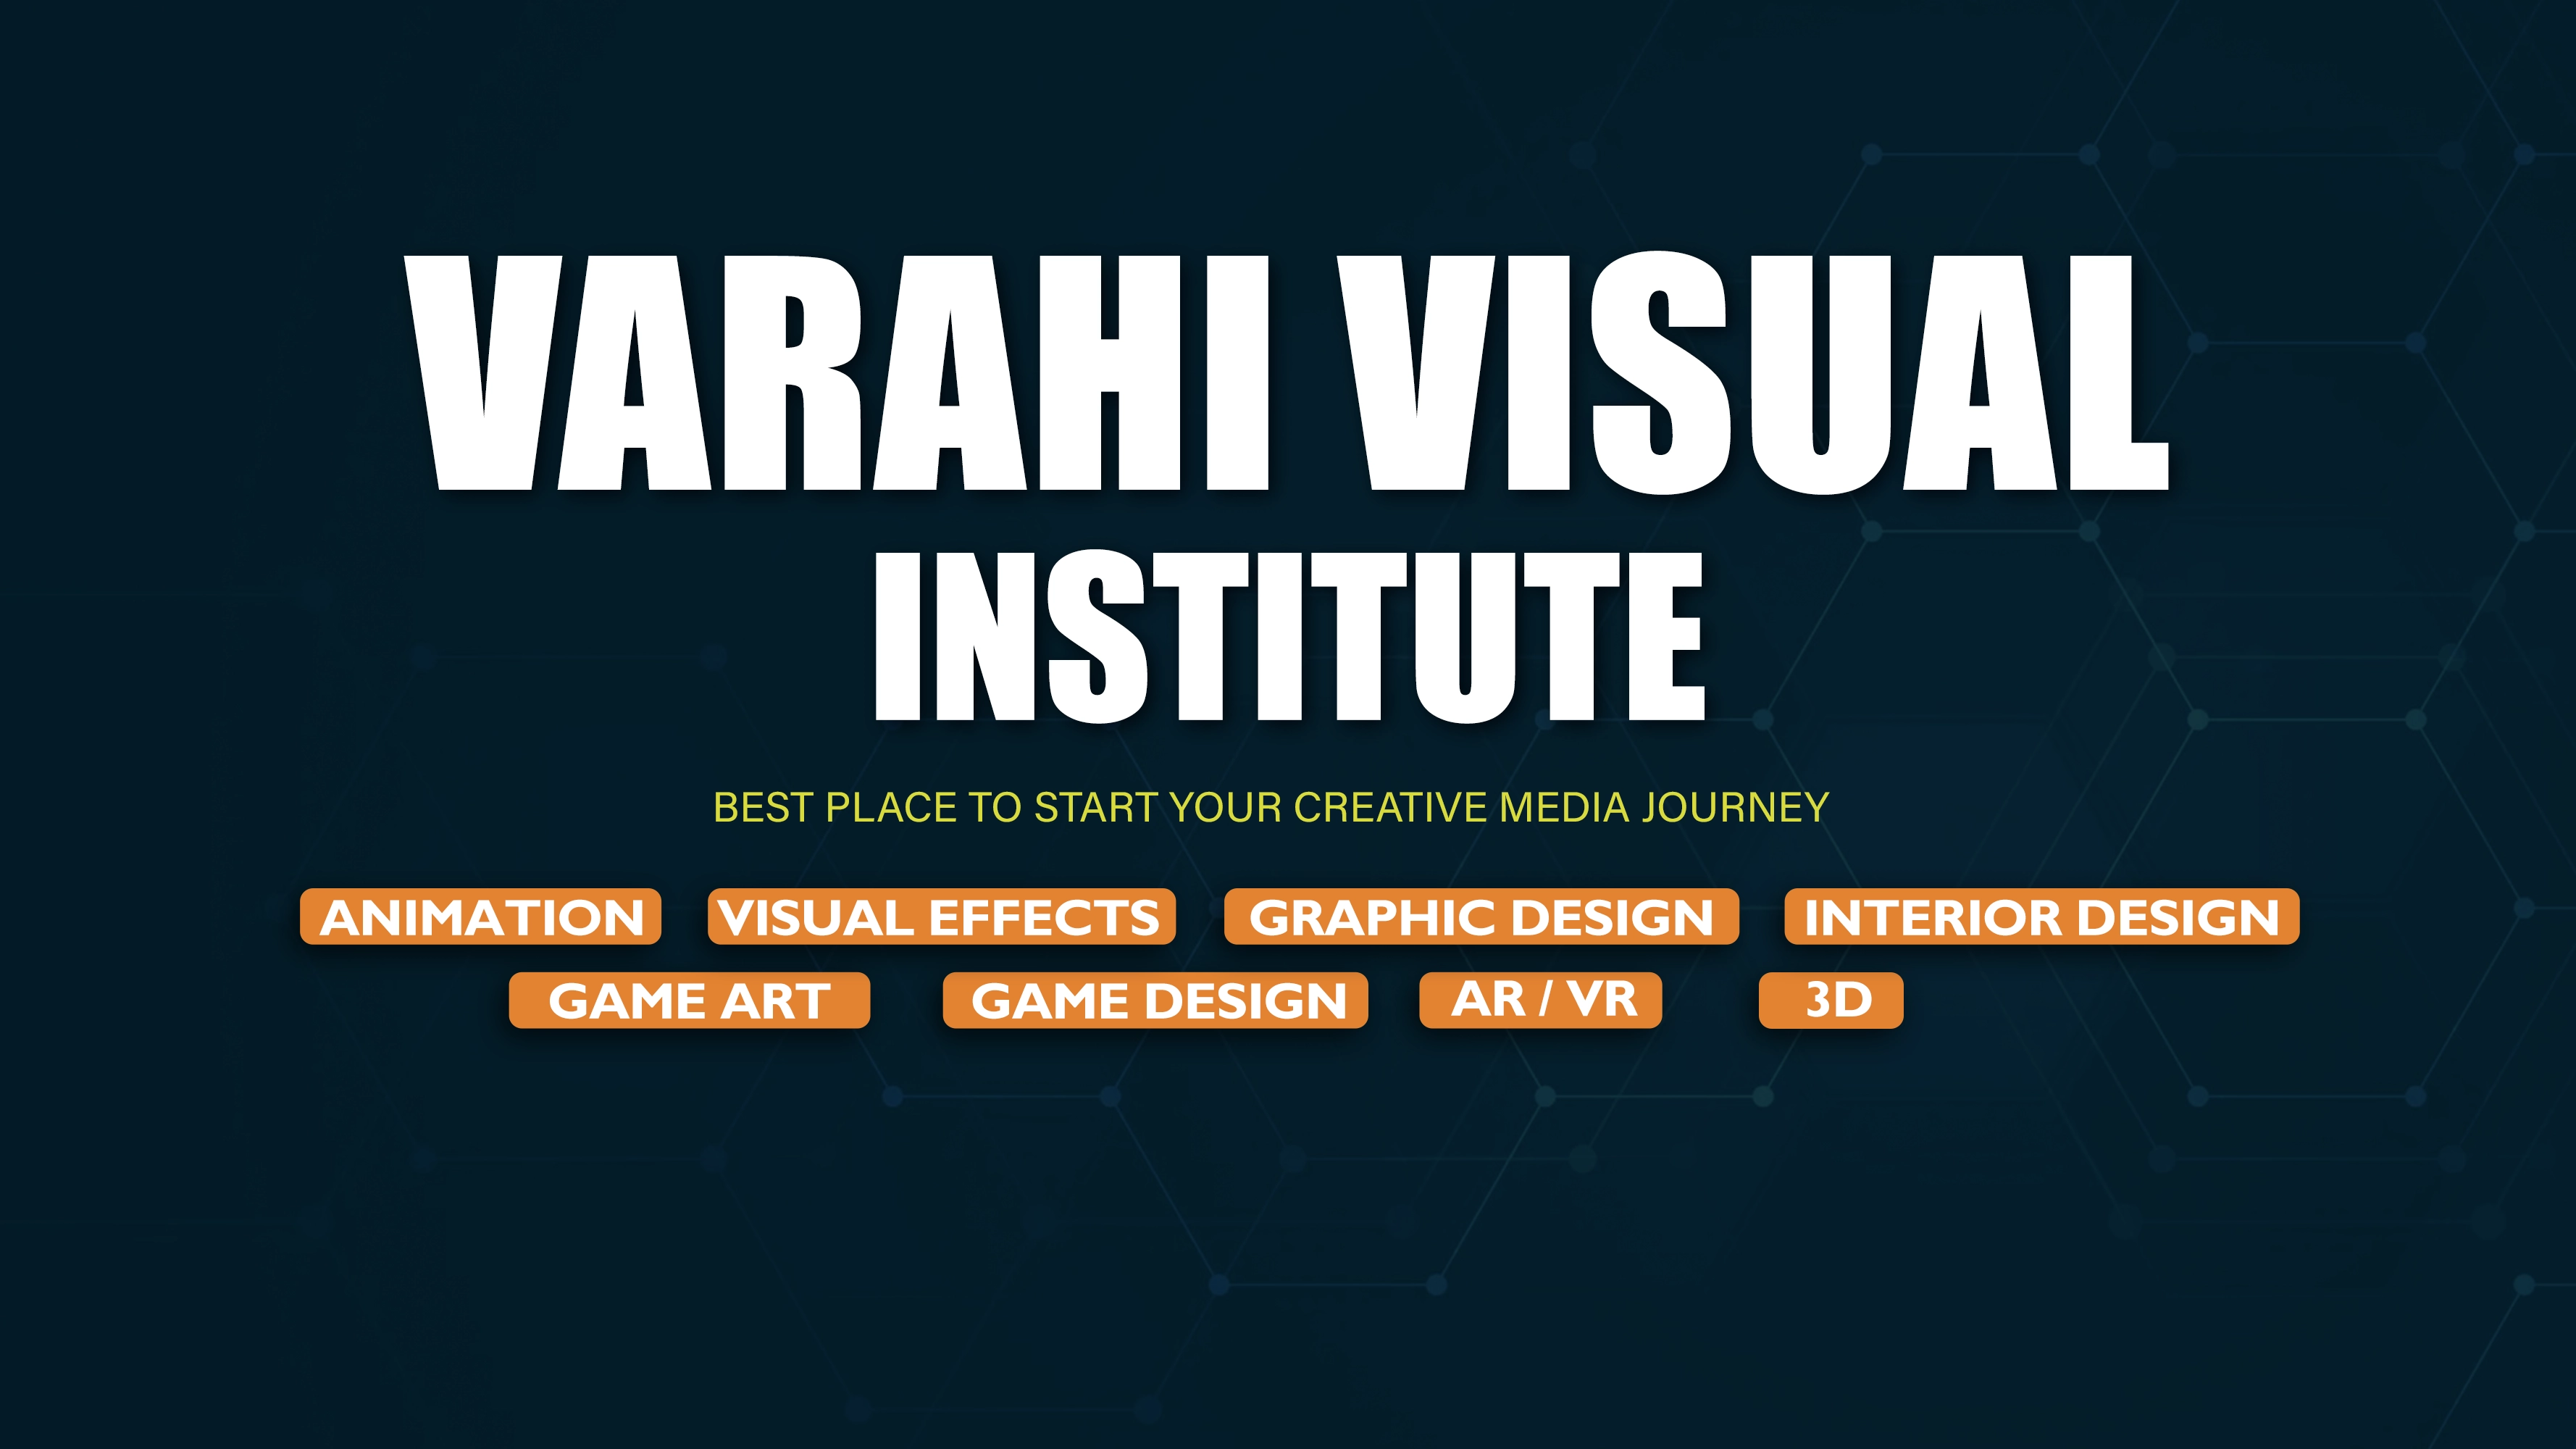 VARAHI VISUAL
INSTITUTE
BEST PLACE TO START YOUR CREATIVE MEDIA JOURNEY
ANIMATION VISUAL EFFECTS GRAPHIC DESIGN INTERIOR DESIGN
GAME ART GAME DESIGN AR / VR 3D